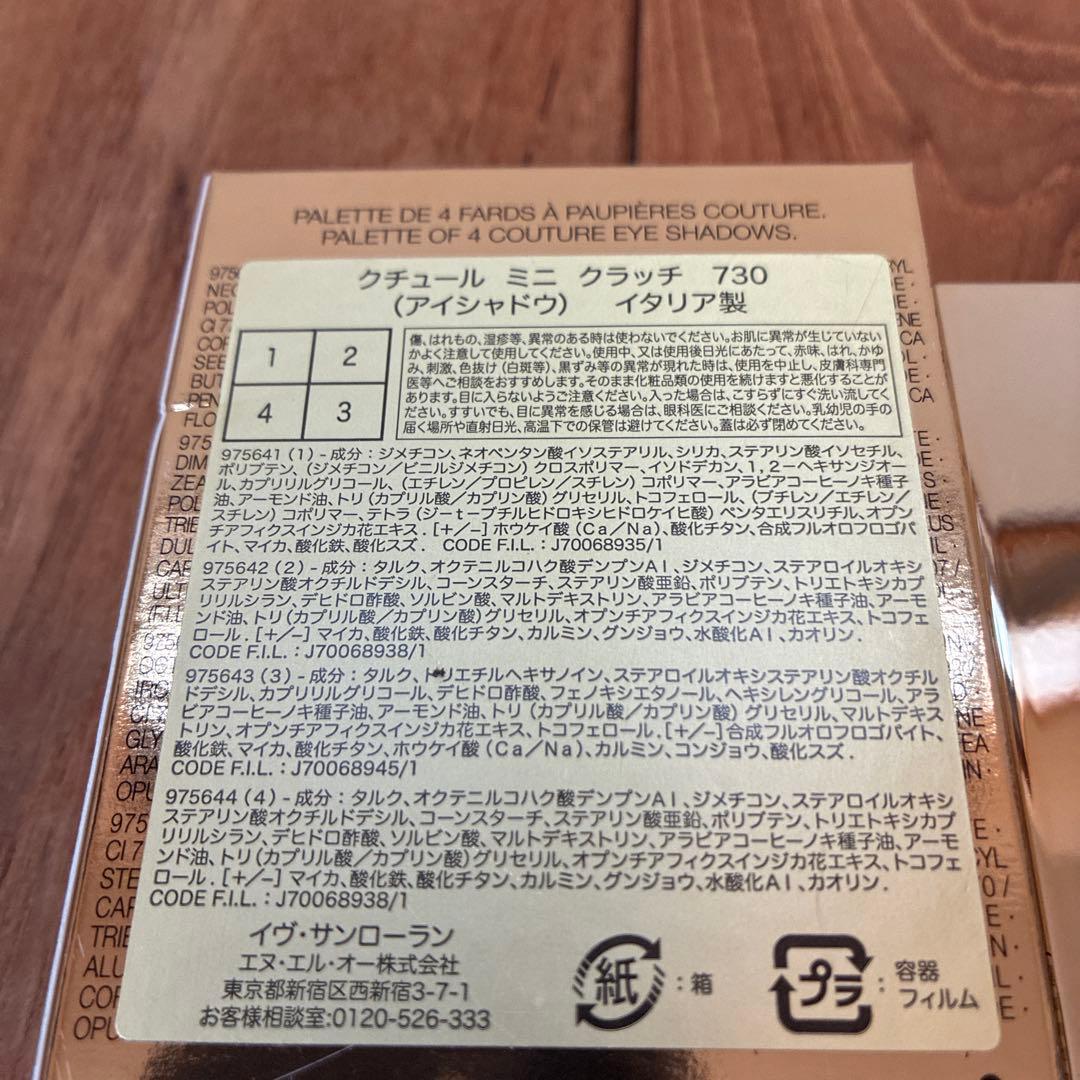 PALETTE DE 4 FARDS À PAUPIÈRES COUTURE.
PALETTE OF 4 COUTURE EYE SHADOWS.
クチュール ミニ クラッチ 730
(アイシャドウ) イタリア製
1 2
4 3
傷、はれもの、湿疹等、異常のある時は使わないでください。お肌に異常が生じていない
かよく注意して使用してください。使用中、又は使用後日光にあたって、赤味、はれ、かゆ
み、刺激、色抜け(白斑等)、黒ずみ等の異常が現れた時は、使用を中止し、皮膚科専門
医等へご相談をおすすめします。そのまま化粧品類の使用を続けますと悪化することが
あります。目に入らないようご注意ください。入った場合は、こすらずにすぐ洗い流してく
ださい。すすいでも、目に異常を感じる場合は、眼科医にご相談ください。乳幼児の手の
届く場所や直射日光、高温下での保管は避けてください。蓋は必ず閉めてください。
975641 (1) - 成分：ジメチコン、ネオペンタン酸イソステアリル、シリカ、ステアリン酸イソセチル、
ポリブテン、(ジメチコン/ビニルジメチコン) クロスポリマー、イソドデカン、1,2-ヘキサンジオ
ール、カプリリルグリコール、(エチレン/プロピレン/スチレン) コポリマー、アラビアコーヒーノキ種子
油、アーモンド油、トリ (カプリル酸/カプリン酸) グリセリル、トコフェロール、(ブチレン/エチレン/
スチレン) コポリマー、テトラ (ジーt-ブチルヒドロキシヒドロケイヒ酸) ペンタエリスリチル、オプン
チアフィクスインジカ花エキス. [+/-] ホウケイ酸 (Ca/Na)、酸化チタン、合成フルオロフロゴパ
イト、マイカ、酸化鉄、酸化スズ. CODE F.I.L. : J70068935/1
975642 (2) - 成分：タルク、オクテニルコハク酸デンプンAl、ジメチコン、ステアロイルオキシ
ステアリン酸オクチルドデシル、コーンスターチ、ステアリン酸亜鉛、ポリブテン、トリエトキシカプ
リリルシラン、デヒドロ酢酸、ソルビン酸、マルトデキストリン、アラビアコーヒーノキ種子油、アーモ
ンド油、トリ (カプリル酸/カプリン酸) グリセリル、オプンチアフィクスインジカ花エキス、トコフェ
ロール. [+/-] マイカ、酸化鉄、酸化チタン、カルミン、グンジョウ、水酸化Al、カオリン.
CODE F.I.L. : J70068938/1
975643 (3) - 成分：タルク、トリエチルヘキサノイン、ステアロイルオキシステアリン酸オクチル
ドデシル、カプリリルグリコール、デヒドロ酢酸、フェノキシエタノール、ヘキシレングリコール、アラ
ビアコーヒーノキ種子油、アーモンド油、トリ (カプリル酸/カプリン酸) グリセリル、マルトデキス
トリン、オプンチアフィクスインジカ花エキス、トコフェロール. [+/-] 合成フルオロフロゴパイト、
酸化鉄、マイカ、酸化チタン、ホウケイ酸 (Ca/Na)、カルミン、コンジョウ、酸化スズ.
CODE F.I.L. : J70068945/1
975644 (4) - 成分：タルク、オクテニルコハク酸デンプンAl、ジメチコン、ステアロイルオキシ
ステアリン酸オクチルドデシル、コーンスターチ、ステアリン酸亜鉛、ポリブテン、トリエトキシカプ
リリルシラン、デヒドロ酢酸、ソルビン酸、マルトデキストリン、アラビアコーヒーノキ種子油、アーモ
ンド油、トリ (カプリル酸/カプリン酸) グリセリル、オプンチアフィクスインジカ花エキス、トコフェ
ロール. [+/-] マイカ、酸化鉄、酸化チタン、カルミン、グンジョウ、水酸化Al、カオリン.
CODE F.I.L. : J70068938/1
イヴ・サンローラン
エヌ・エル・オー株式会社
東京都新宿区西新宿3-7-1
お客様相談室:0120-526-333
紙 : 箱
プラ : 容器
フィルム